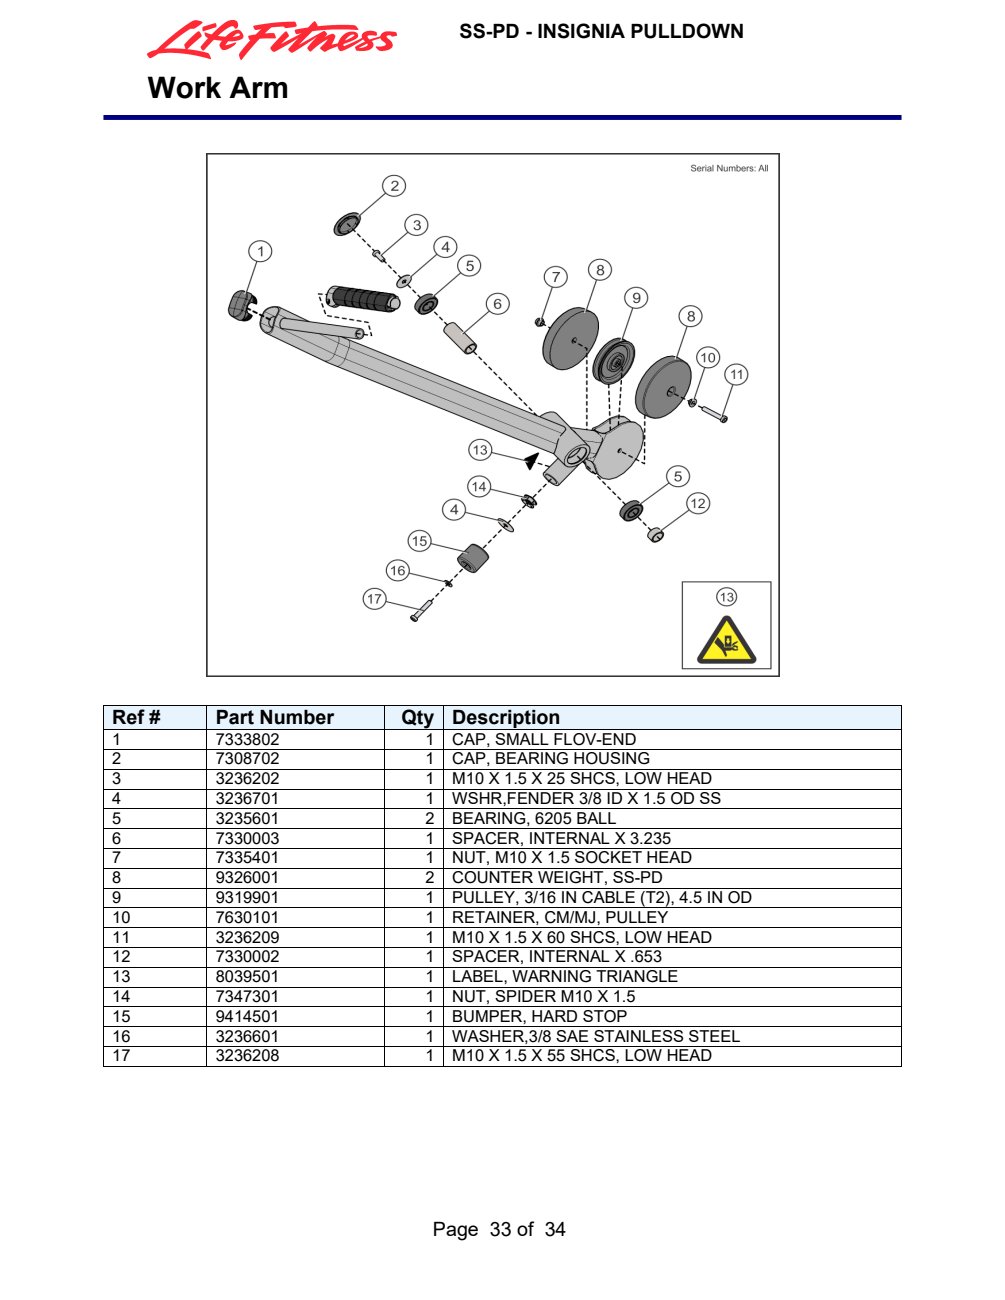 LifeFitness
SS-PD - INSIGNIA PULLDOWN
Work Arm
Serial Numbers: All
2
3
4
1
5
6
7
8
9
8
10
11
13
14
5
4
12
15
16
17
13
Ref # Part Number Qty Description
1 7333802 1 CAP, SMALL FLOV-END
2 7308702 1 CAP, BEARING HOUSING
3 3236202 1 M10 X 1.5 X 25 SHCS, LOW HEAD
4 3236701 1 WSHR,FENDER 3/8 ID X 1.5 OD SS
5 3235601 2 BEARING, 6205 BALL
6 7330003 1 SPACER, INTERNAL X 3.235
7 7335401 1 NUT, M10 X 1.5 SOCKET HEAD
8 9326001 2 COUNTER WEIGHT, SS-PD
9 9319901 1 PULLEY, 3/16 IN CABLE (T2), 4.5 IN OD
10 7630101 1 RETAINER, CM/MJ, PULLEY
11 3236209 1 M10 X 1.5 X 60 SHCS, LOW HEAD
12 7330002 1 SPACER, INTERNAL X .653
13 8039501 1 LABEL, WARNING TRIANGLE
14 7347301 1 NUT, SPIDER M10 X 1.5
15 9414501 1 BUMPER, HARD STOP
16 3236601 1 WASHER,3/8 SAE STAINLESS STEEL
17 3236208 1 M10 X 1.5 X 55 SHCS, LOW HEAD
Page 33 of 34